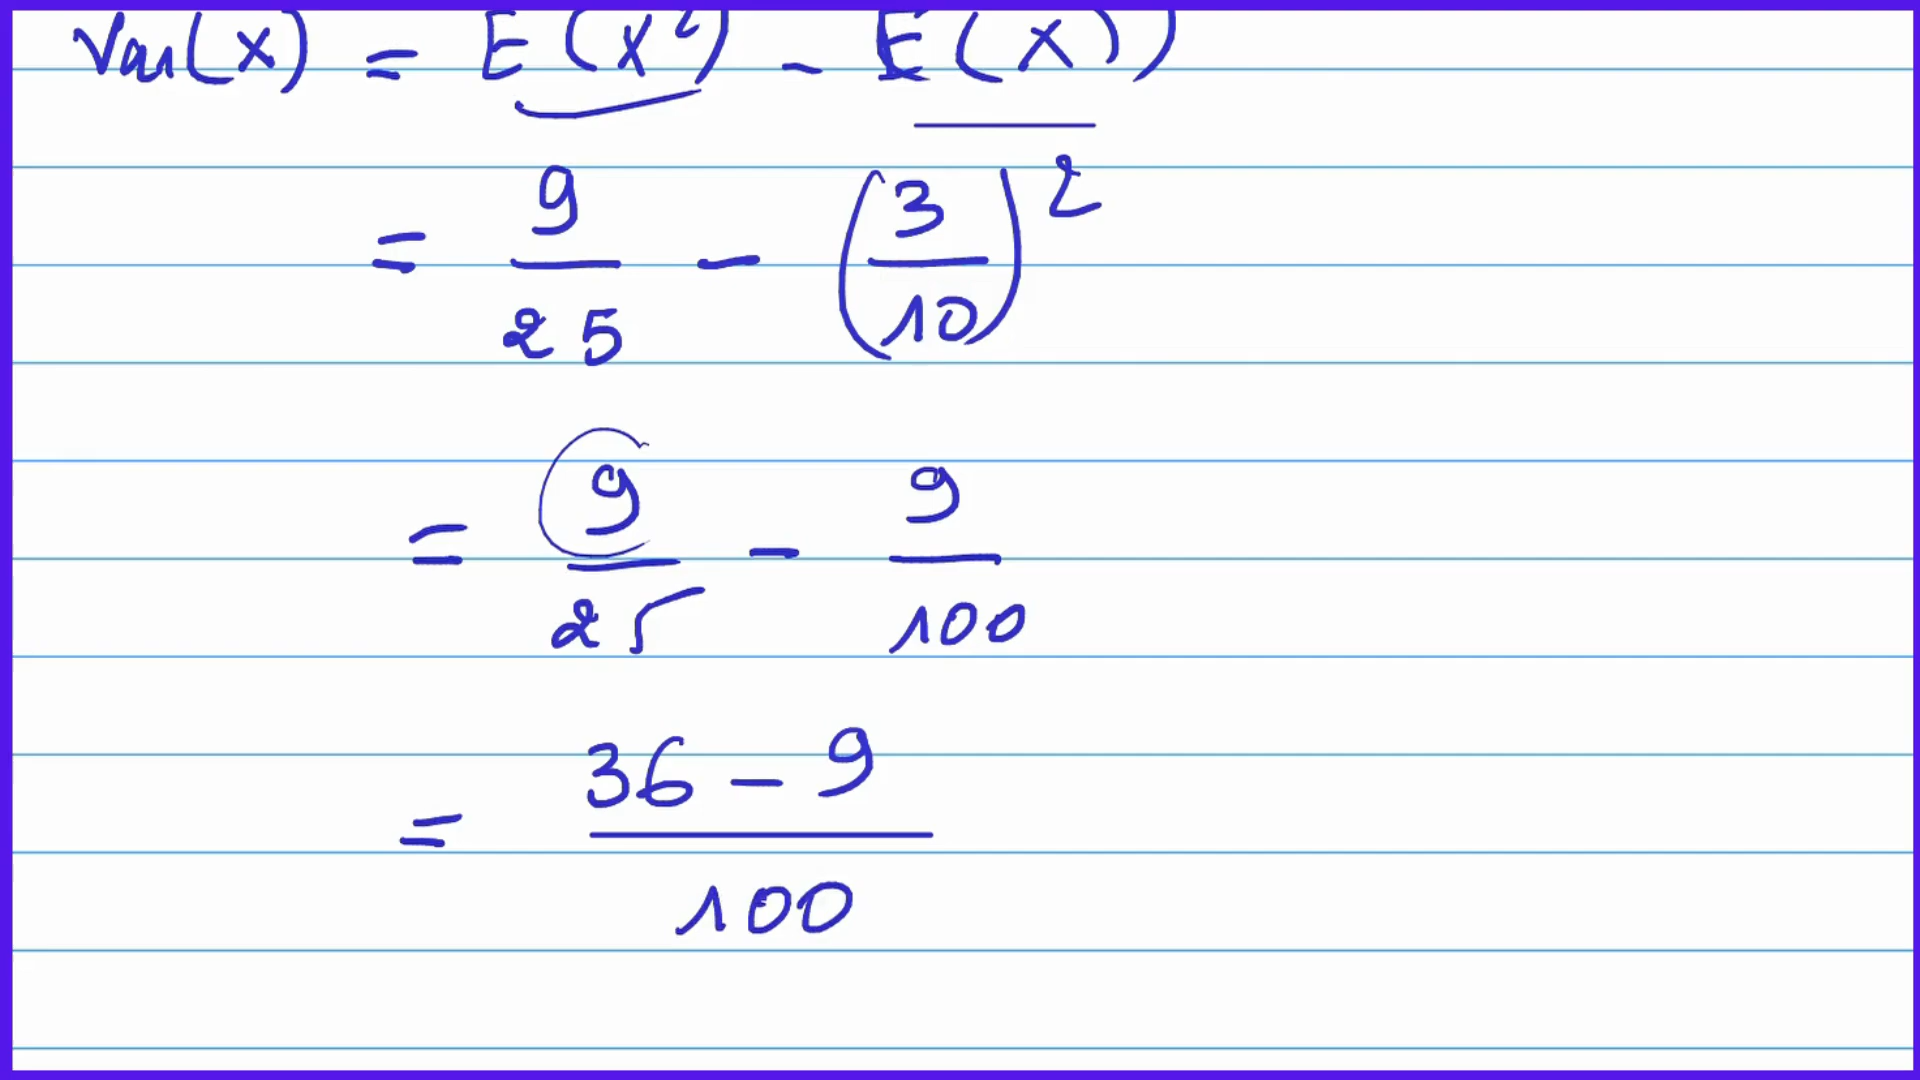 Var(X) = E(X²) - E(X))
= 9/25 - (3/10)²
= 9/25 - 9/100
= (36 - 9)/100